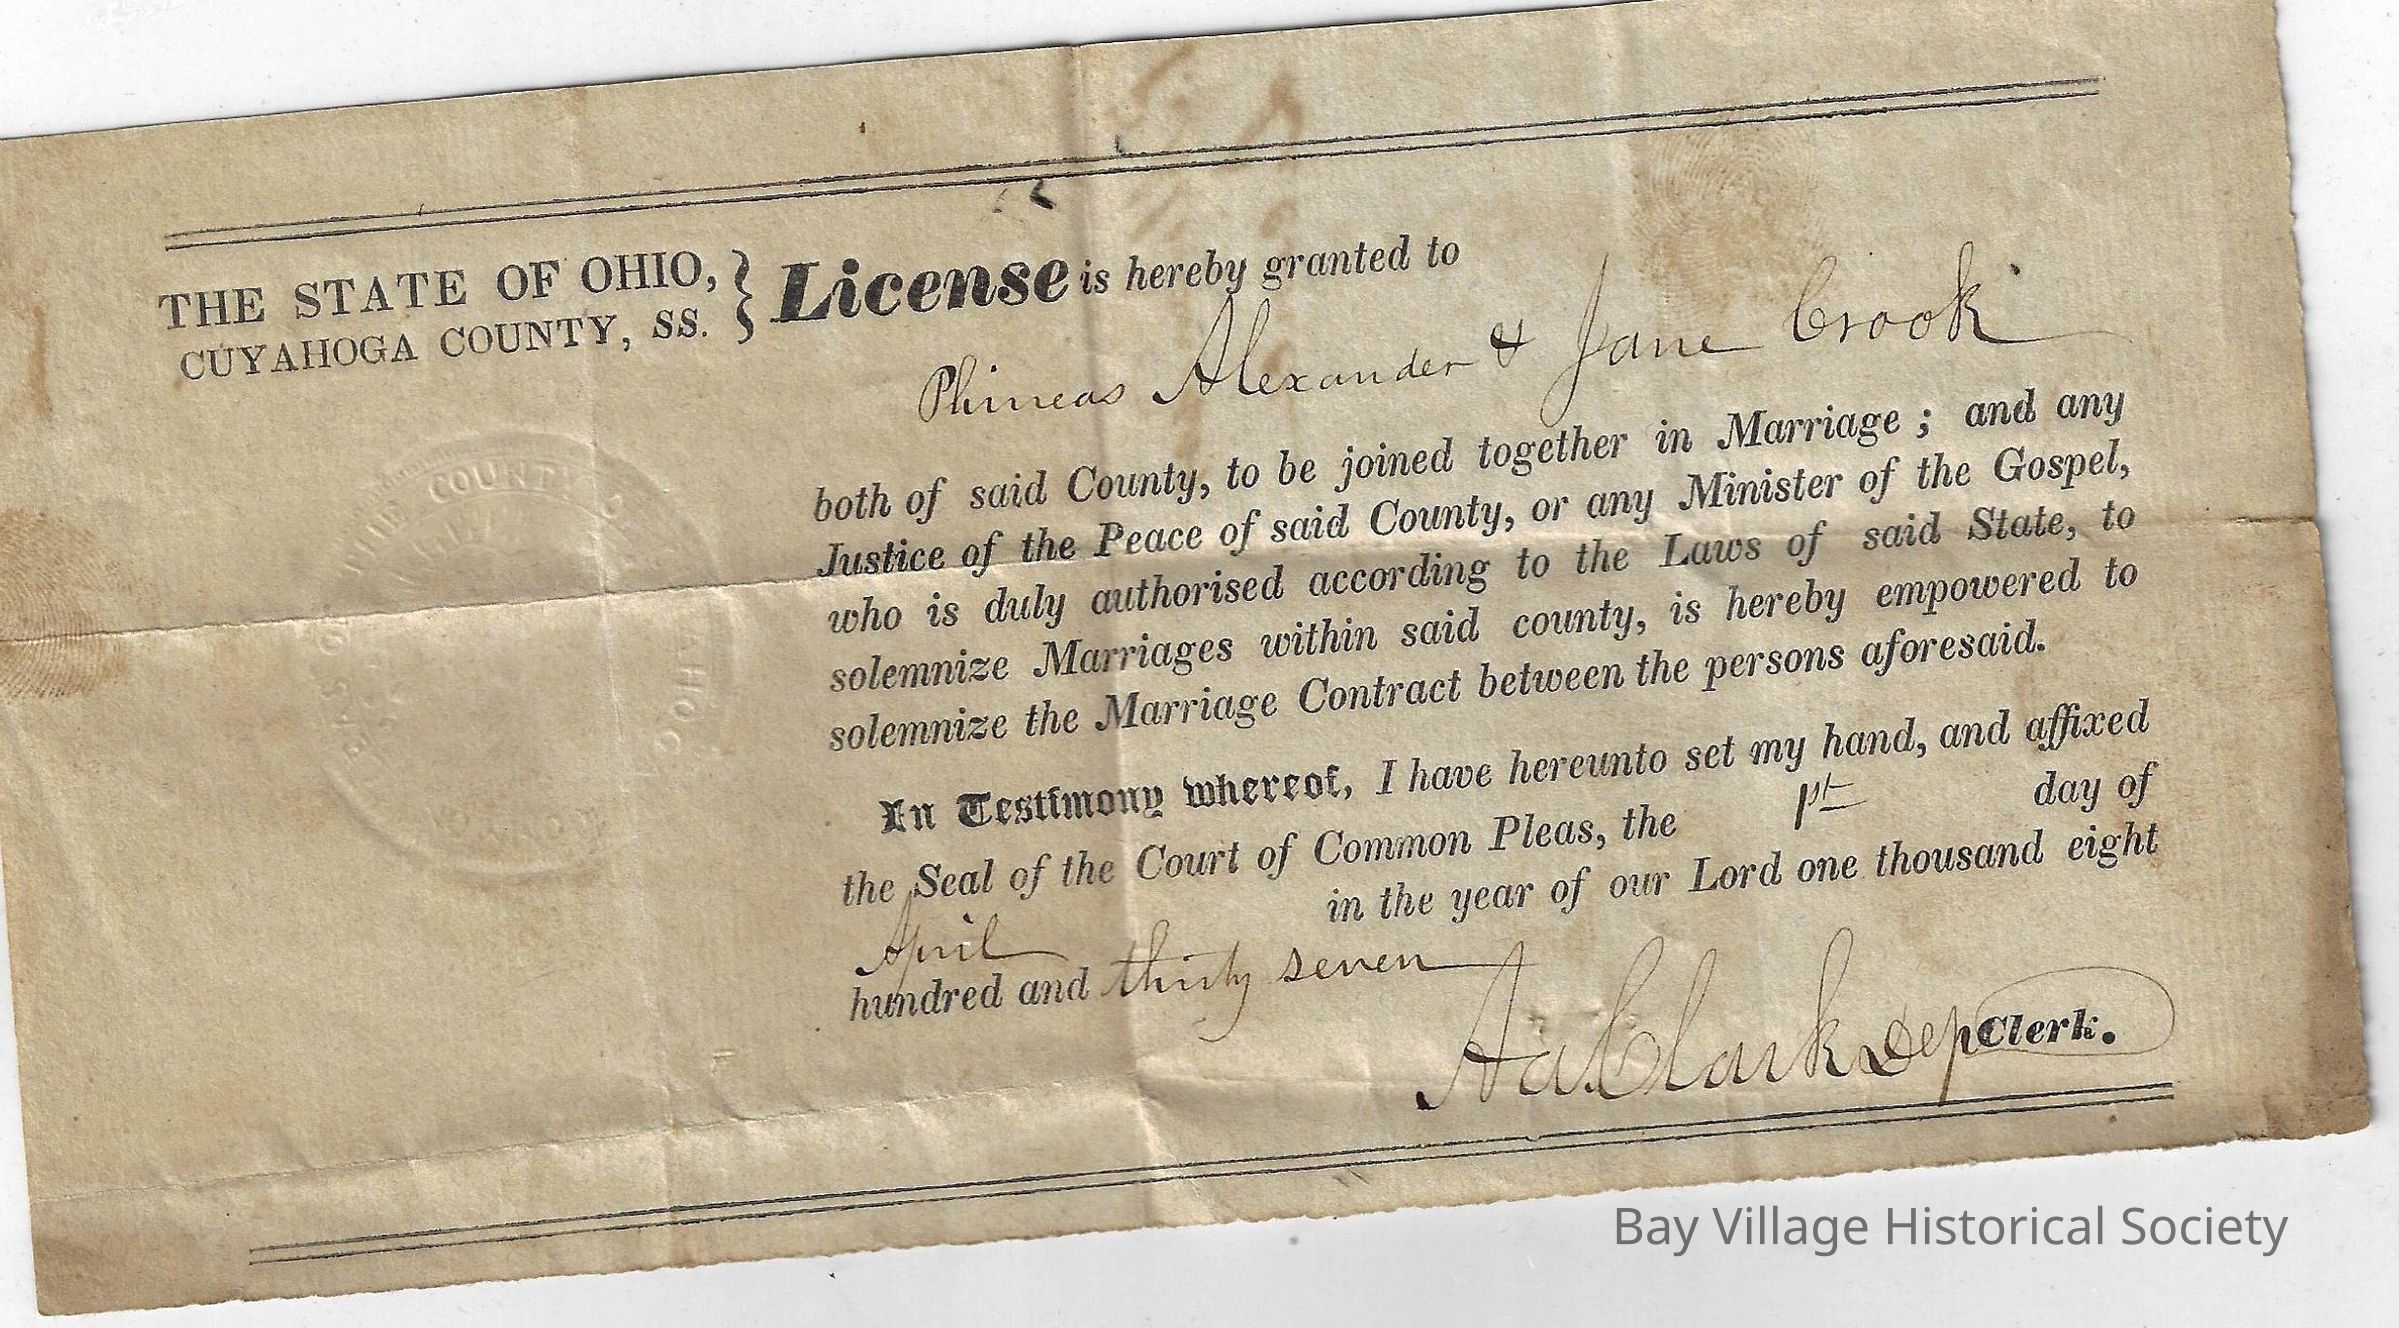 THE STATE OF OHIO,
CUYAHOGA COUNTY, SS.
License is hereby granted to
Phineas Alexander & Jane Crook
both of said County, to be joined together in Marriage; and any
Justice of the Peace of said County, or any Minister of the Gospel,
who is duly authorised according to the Laws of said State, to
solemnize Marriages within said county, is hereby empowered to
solemnize the Marriage Contract between the persons aforesaid.
In Testimony whereof, I have hereunto set my hand, and affixed
the Seal of the Court of Common Pleas, the 1st day of
April in the year of our Lord one thousand eight
hundred and thirty seven
Clark Dep Clerk.
COUNTY
Bay Village Historical Society